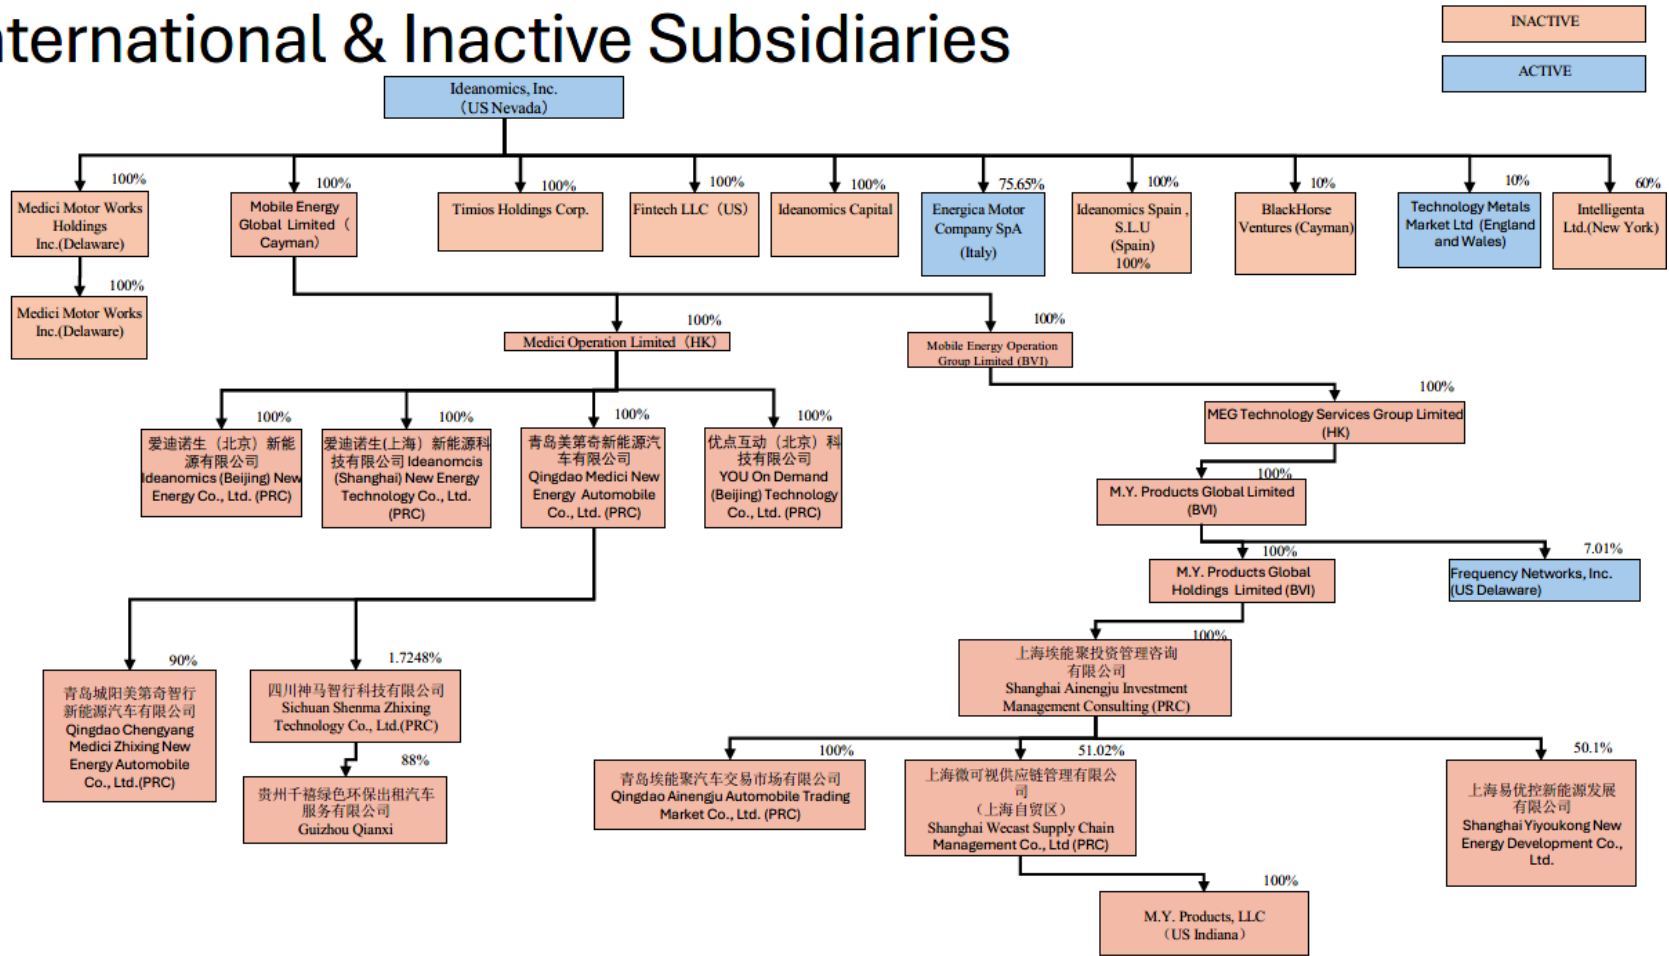 nternational & Inactive Subsidiaries
INACTIVE
ACTIVE
Ideanomics, Inc.
（US Nevada）
100%
Medici Motor Works
Holdings
Inc.(Delaware)
100%
Mobile Energy
Global Limited（
Cayman）
100%
Timios Holdings Corp.
100%
Fintech LLC（US）
100%
Ideanomics Capital
75.65%
Energica Motor
Company SpA
(Italy)
100%
Ideanomics Spain ,
S.L.U
(Spain)
100%
10%
BlackHorse
Ventures (Cayman)
10%
Technology Metals
Market Ltd (England
and Wales)
60%
Intelligenta
Ltd.(New York)
100%
Medici Motor Works
Inc.(Delaware)
100%
Medici Operation Limited（HK）
100%
Mobile Energy Operation
Group Limited (BVI)
100%
MEG Technology Services Group Limited
(HK)
100%
爱迪诺生（北京）新能
源有限公司
Ideanomics (Beijing) New
Energy Co., Ltd. (PRC)
100%
爱迪诺生(上海）新能源科
技有限公司 Ideanomcis
(Shanghai) New Energy
Technology Co., Ltd.
(PRC)
100%
青岛美第奇新能源汽
车有限公司
Qingdao Medici New
Energy Automobile
Co., Ltd. (PRC)
100%
优点互动（北京）科
技有限公司
YOU On Demand
(Beijing) Technology
Co., Ltd. (PRC)
100%
M.Y. Products Global Limited
(BVI)
100%
M.Y. Products Global
Holdings Limited (BVI)
7.01%
Frequency Networks, Inc.
(US Delaware)
100%
上海埃能聚投资管理咨询
有限公司
Shanghai Ainengju Investment
Management Consulting (PRC)
90%
青岛城阳美第奇智行
新能源汽车有限公司
Qingdao Chengyang
Medici Zhixing New
Energy Automobile
Co., Ltd.(PRC)
1.7248%
四川神马智行科技有限公司
Sichuan Shenma Zhixing
Technology Co., Ltd.(PRC)
88%
贵州千禧绿色环保出租汽车
服务有限公司
Guizhou Qianxi
100%
青岛埃能聚汽车交易市场有限公司
Qingdao Ainengju Automobile Trading
Market Co., Ltd. (PRC)
51.02%
上海微可视供应链管理有限公
司
（上海自贸区）
Shanghai Wecast Supply Chain
Management Co., Ltd (PRC)
50.1%
上海易优控新能源发展
有限公司
Shanghai Yiyoukong New
Energy Development Co.,
Ltd.
100%
M.Y. Products, LLC
（US Indiana）